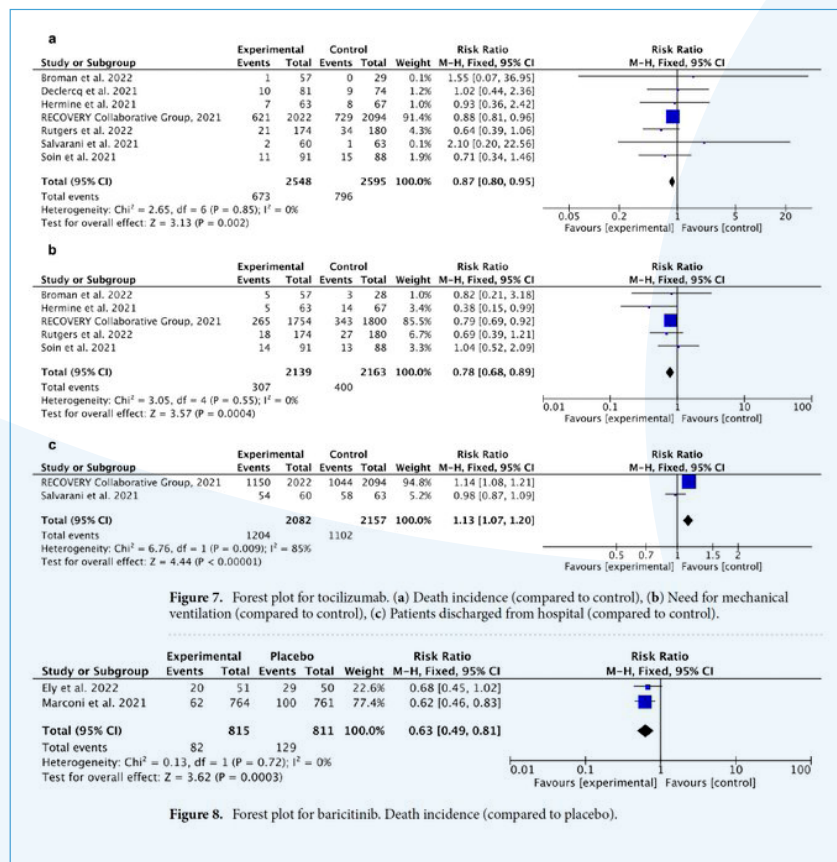 a
Experimental Control Risk Ratio Risk Ratio
Study or Subgroup Events Total Events Total Weight M-H, Fixed, 95% CI M-H, Fixed, 95% CI
Broman et al. 2022 1 57 0 29 0.1% 1.55 [0.07, 36.95]
Declercq et al. 2021 10 81 9 74 1.2% 1.02 [0.44, 2.36]
Hermine et al. 2021 7 63 8 67 1.0% 0.93 [0.36, 2.42]
RECOVERY Collaborative Group, 2021 621 2022 729 2094 91.4% 0.88 [0.81, 0.96]
Rutgers et al. 2022 21 174 34 180 4.3% 0.64 [0.39, 1.06]
Salvarani et al. 2021 2 60 1 63 0.1% 2.10 [0.20, 22.56]
Soin et al. 2021 11 91 15 88 1.9% 0.71 [0.34, 1.46]
Total (95% CI) 2548 2595 100.0% 0.87 [0.80, 0.95]
Total events 673 796
Heterogeneity: Chi² = 2.65, df = 6 (P = 0.85); I² = 0%
Test for overall effect: Z = 3.13 (P = 0.002)
0.05 0.2 1 5 20
Favours [experimental] Favours [control]
b
Experimental Control Risk Ratio Risk Ratio
Study or Subgroup Events Total Events Total Weight M-H, Fixed, 95% CI M-H, Fixed, 95% CI
Broman et al. 2022 5 57 3 28 1.0% 0.82 [0.21, 3.18]
Hermine et al. 2021 5 63 14 67 3.4% 0.38 [0.15, 0.99]
RECOVERY Collaborative Group, 2021 265 1754 343 1800 85.5% 0.79 [0.69, 0.92]
Rutgers et al. 2022 18 174 27 180 6.7% 0.69 [0.39, 1.21]
Soin et al. 2021 14 91 13 88 3.3% 1.04 [0.52, 2.09]
Total (95% CI) 2139 2163 100.0% 0.78 [0.68, 0.89]
Total events 307 400
Heterogeneity: Chi² = 3.05, df = 4 (P = 0.55); I² = 0%
Test for overall effect: Z = 3.57 (P = 0.0004)
0.01 0.1 1 10 100
Favours [experimental] Favours [control]
c
Experimental Control Risk Ratio Risk Ratio
Study or Subgroup Events Total Events Total Weight M-H, Fixed, 95% CI M-H, Fixed, 95% CI
RECOVERY Collaborative Group, 2021 1150 2022 1044 2094 94.8% 1.14 [1.08, 1.21]
Salvarani et al. 2021 54 60 58 63 5.2% 0.98 [0.87, 1.09]
Total (95% CI) 2082 2157 100.0% 1.13 [1.07, 1.20]
Total events 1204 1102
Heterogeneity: Chi² = 6.76, df = 1 (P = 0.009); I² = 85%
Test for overall effect: Z = 4.44 (P < 0.00001)
0.5 0.7 1 1.5 2
Favours [experimental] Favours [control]
Figure 7. Forest plot for tocilizumab. (a) Death incidence (compared to control), (b) Need for mechanical
ventilation (compared to control), (c) Patients discharged from hospital (compared to control).
Experimental Placebo Risk Ratio Risk Ratio
Study or Subgroup Events Total Events Total Weight M-H, Fixed, 95% CI M-H, Fixed, 95% CI
Ely et al. 2022 20 51 29 50 22.6% 0.68 [0.45, 1.02]
Marconi et al. 2021 62 764 100 761 77.4% 0.62 [0.46, 0.83]
Total (95% CI) 815 811 100.0% 0.63 [0.49, 0.81]
Total events 82 129
Heterogeneity: Chi² = 0.13, df = 1 (P = 0.72); I² = 0%
Test for overall effect: Z = 3.62 (P = 0.0003)
0.01 0.1 1 10 100
Favours [experimental] Favours [control]
Figure 8. Forest plot for baricitinib. Death incidence (compared to placebo).